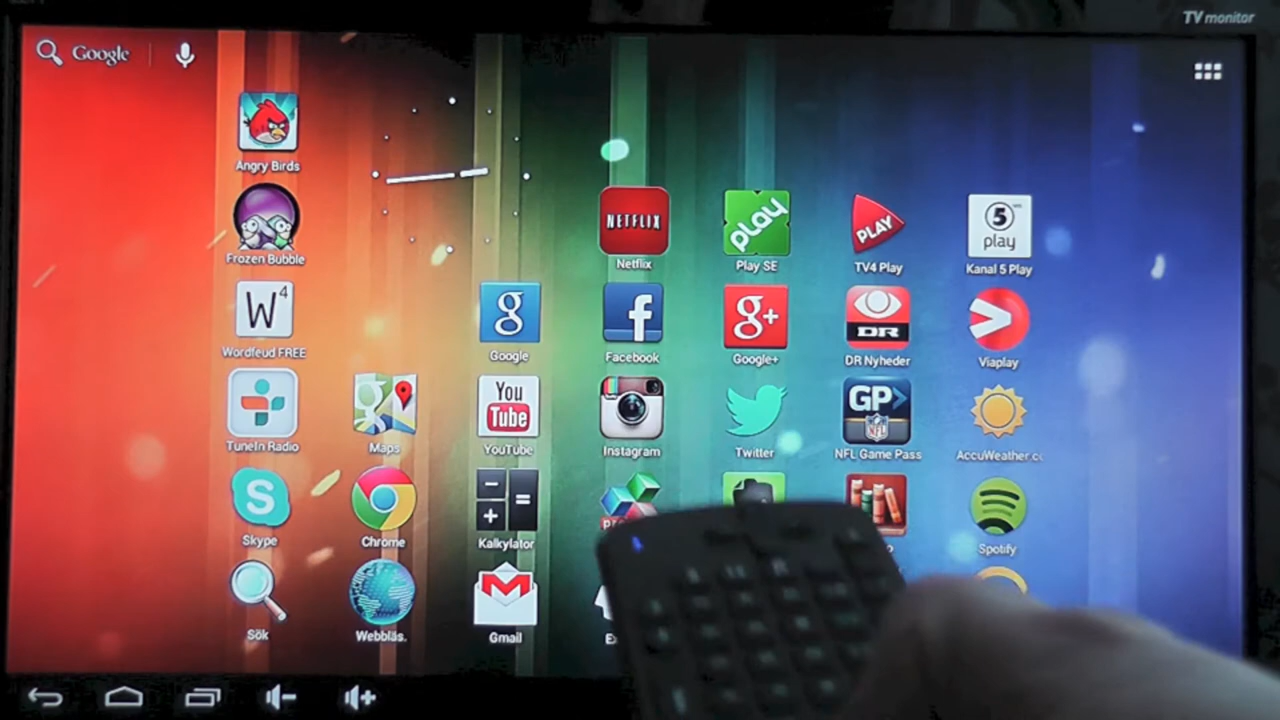 TV monitor
Google
Angry Birds
NETFLIX
play
PLAY
5
play
Frozen Bubble
Netflix
Play SE
TV4 Play
Kanal 5 Play
W4
g
f
g+
DR
Wordfeud FREE
Google
Facebook
Google+
DR Nyheder
Viaplay
g
You
Tube
GP>
NFL
TuneIn Radio
Maps
YouTube
Instagram
Twitter
NFL Game Pass
AccuWeather.c
S
- =
+
Skype
Chrome
Kalkylator
Spotify
M
Sök
Webbläs.
Gmail